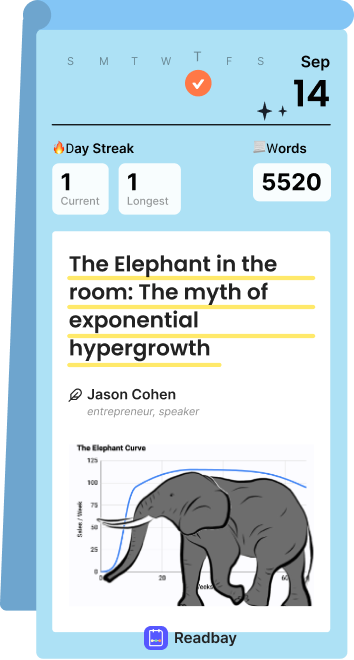 S M T W T F S
Sep
14
🔥Day Streak
Words
1
Current
1
Longest
5520
The Elephant in the
room: The myth of
exponential
hypergrowth
Jason Cohen
entrepreneur, speaker
The Elephant Curve
125
100
75
50
25
0
Sales / Week
20
60
Weeks
Readbay